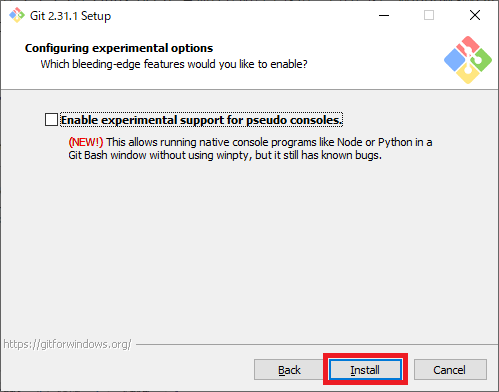 Git 2.31.1 Setup
Configuring experimental options
Which bleeding-edge features would you like to enable?
Enable experimental support for pseudo consoles.
(NEW!) This allows running native console programs like Node or Python in a
Git Bash window without using winpty, but it still has known bugs.
https://gitforwindows.org/
Back Install Cancel